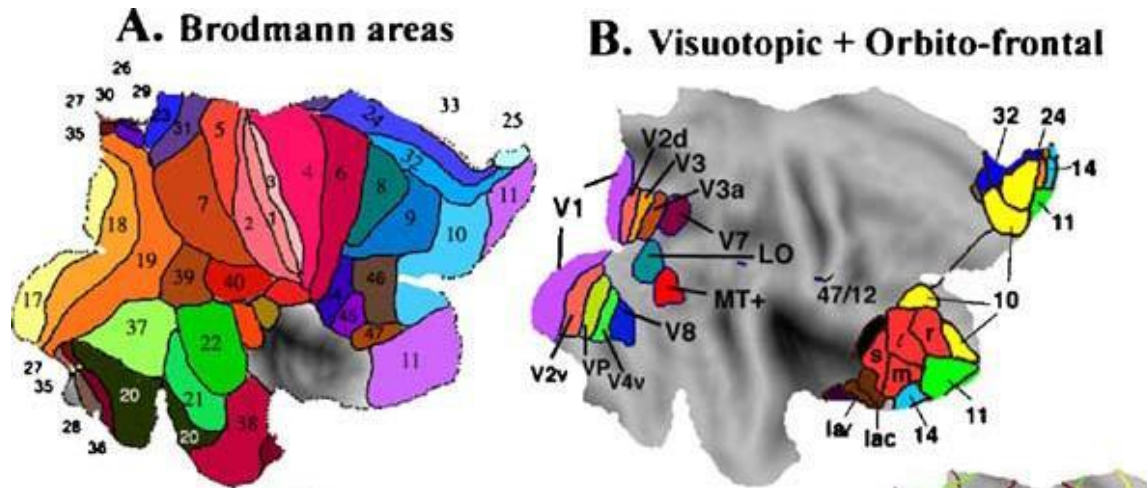 A. Brodmann areas
26
27 30 29 23 31 5
35
24 33 25
32
3 4 6 8
18 7 2 1 9 10 11
19
17 39 40 46
45
47
37 22 11
27
35 20 21 38
28 20
36
B. Visuotopic + Orbito-frontal
V2d
V3
V3a
V1
V7
LO
MT+
47/12
V8
V2v VP V4v
32 24
14
11
10
s l r
m
Iai Iac 14 11